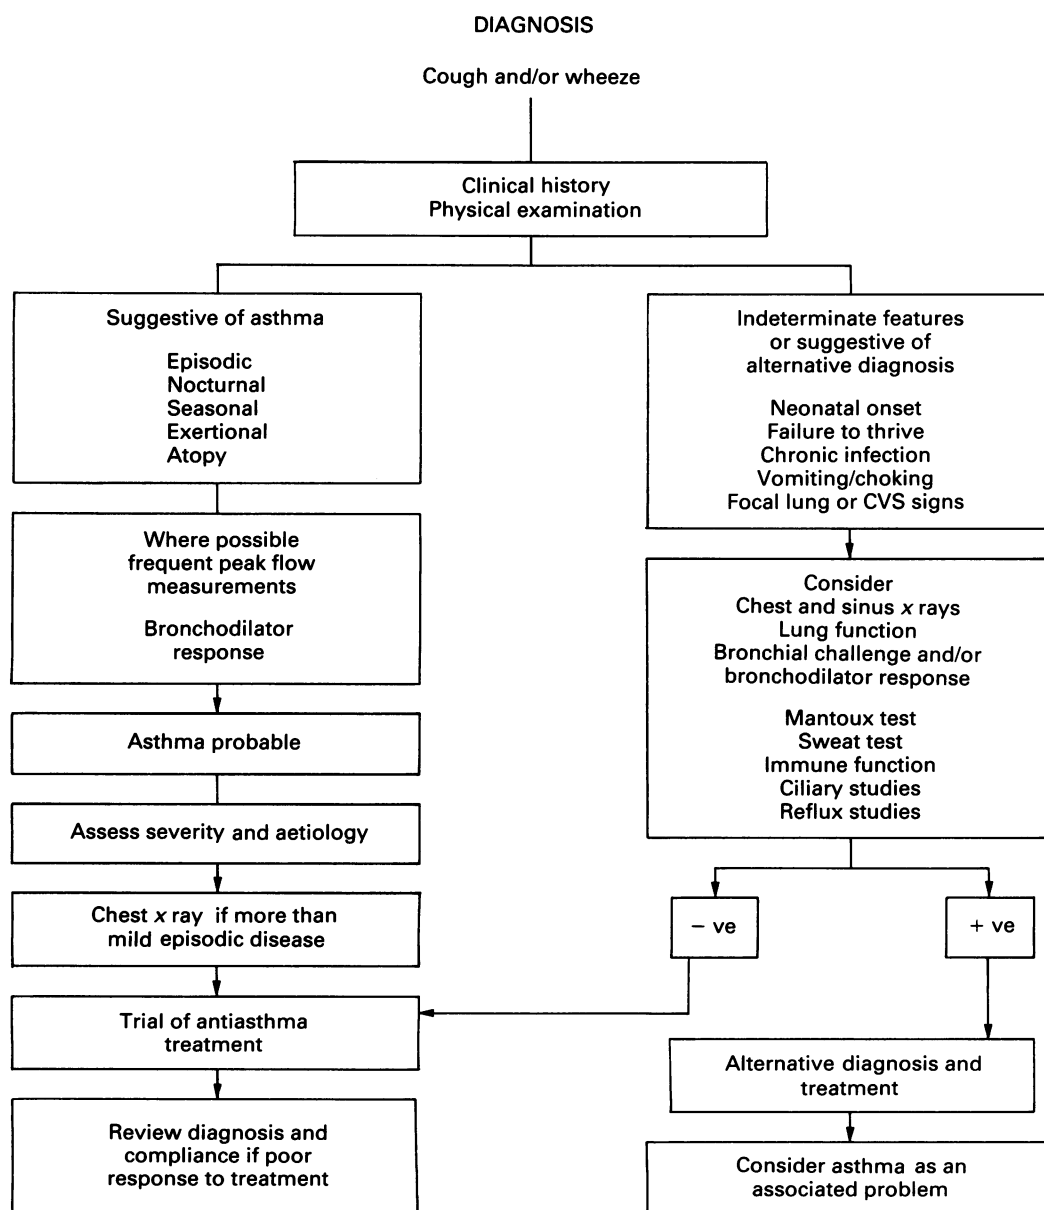 DIAGNOSIS
Cough and/or wheeze
Clinical history
Physical examination
Suggestive of asthma
Episodic
Nocturnal
Seasonal
Exertional
Atopy
Where possible
frequent peak flow
measurements
Bronchodilator
response
Asthma probable
Assess severity and aetiology
Chest x ray if more than
mild episodic disease
Trial of antiasthma
treatment
Review diagnosis and
compliance if poor
response to treatment
Indeterminate features
or suggestive of
alternative diagnosis
Neonatal onset
Failure to thrive
Chronic infection
Vomiting/choking
Focal lung or CVS signs
Consider
Chest and sinus x rays
Lung function
Bronchial challenge and/or
bronchodilator response
Mantoux test
Sweat test
Immune function
Ciliary studies
Reflux studies
− ve
+ ve
Alternative diagnosis and
treatment
Consider asthma as an
associated problem